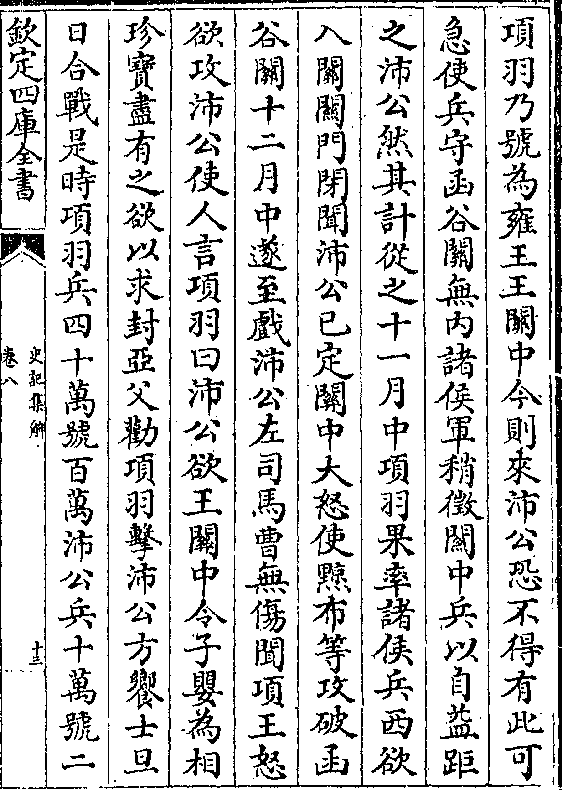 項羽乃號為雍王王關中今則來沛公恐不得有此可
急使兵守函谷關無内諸侯軍稍徵關中兵以自益距
之沛公然其計從之十一月中項羽果率諸侯兵西欲
入關關門閉聞沛公已定關中大怒使黥布等攻破函
谷關十二月中遂至戲沛公左司馬曹無傷聞項王怒
欲攻沛公使人言項羽曰沛公欲王關中令子嬰為相
珍寶盡有之欲以求封亞父勸項羽擊沛公方饗士旦
日合戰是時項羽兵四十萬號百萬沛公兵十萬號二
欽定四庫全書
史記集解
卷八
十三